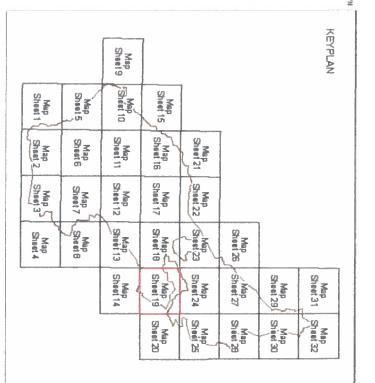 KEYPLAN
Map Sheet 31
Map Sheet 32
Map Sheet 29
Map Sheet 30
Map Sheet 26
Map Sheet 27
Map Sheet 28
Map Sheet 21
Map Sheet 22
Map Sheet 23
Map Sheet 24
Map Sheet 25
Map Sheet 15
Map Sheet 16
Map Sheet 17
Map Sheet 18
Map Sheet 19
Map Sheet 20
Map Sheet 9
Map Sheet 10
Map Sheet 11
Map Sheet 12
Map Sheet 13
Map Sheet 14
Map Sheet 5
Map Sheet 6
Map Sheet 7
Map Sheet 8
Map Sheet 1
Map Sheet 2
Map Sheet 3
Map Sheet 4